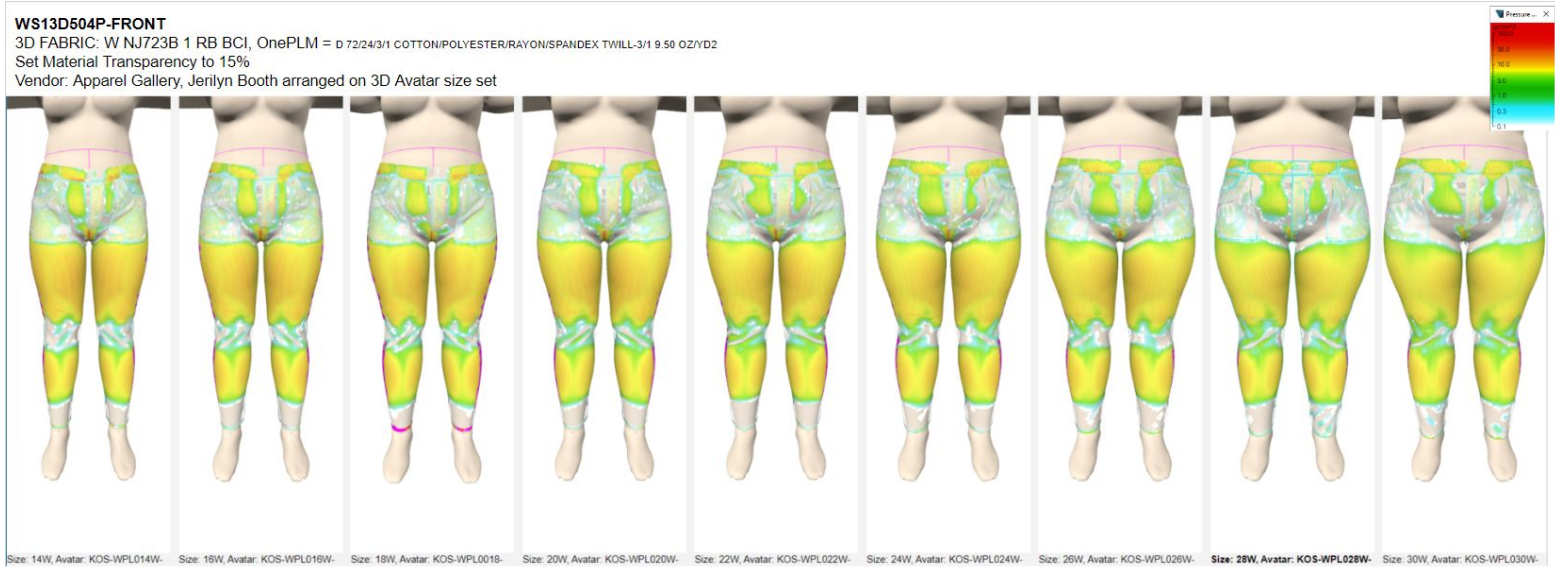 WS13D504P-FRONT
3D FABRIC: W NJ723B 1 RB BCI, OnePLM = D 72/24/3/1 COTTON/POLYESTER/RAYON/SPANDEX TWILL-3/1 9.50 OZ/YD2
Set Material Transparency to 15%
Vendor: Apparel Gallery, Jerilyn Booth arranged on 3D Avatar size set
Pressure ...
30.0
10.0
3.0
1.0
0.3
0.1
Size: 14W, Avatar: KOS-WPL014W-
Size: 16W, Avatar: KOS-WPL016W-
Size: 18W, Avatar: KOS-WPL0018-
Size: 20W, Avatar: KOS-WPL020W-
Size: 22W, Avatar: KOS-WPL022W-
Size: 24W, Avatar: KOS-WPL024W-
Size: 26W, Avatar: KOS-WPL026W-
Size: 28W, Avatar: KOS-WPL028W-
Size: 30W, Avatar: KOS-WPL030W-